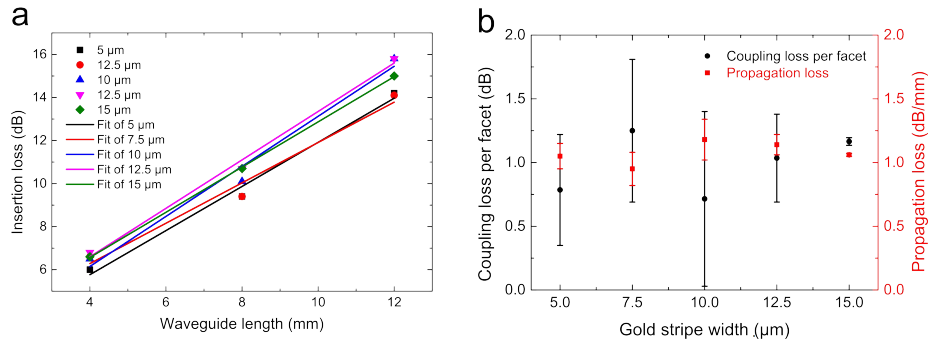 a
16
14
12
10
8
6
4
6
8
10
12
Insertion loss (dB)
Waveguide length (mm)
5 µm
12.5 µm
10 µm
12.5 µm
15 µm
Fit of 5 µm
Fit of 7.5 µm
Fit of 10 µm
Fit of 12.5 µm
Fit of 15 µm
b
2.0
1.5
1.0
0.5
0.0
Coupling loss per facet (dB)
Coupling loss per facet
Propagation loss
5.0
7.5
10.0
12.5
15.0
Gold stripe width (µm)
2.0
1.5
1.0
0.5
0.0
Propagation loss (dB/mm)